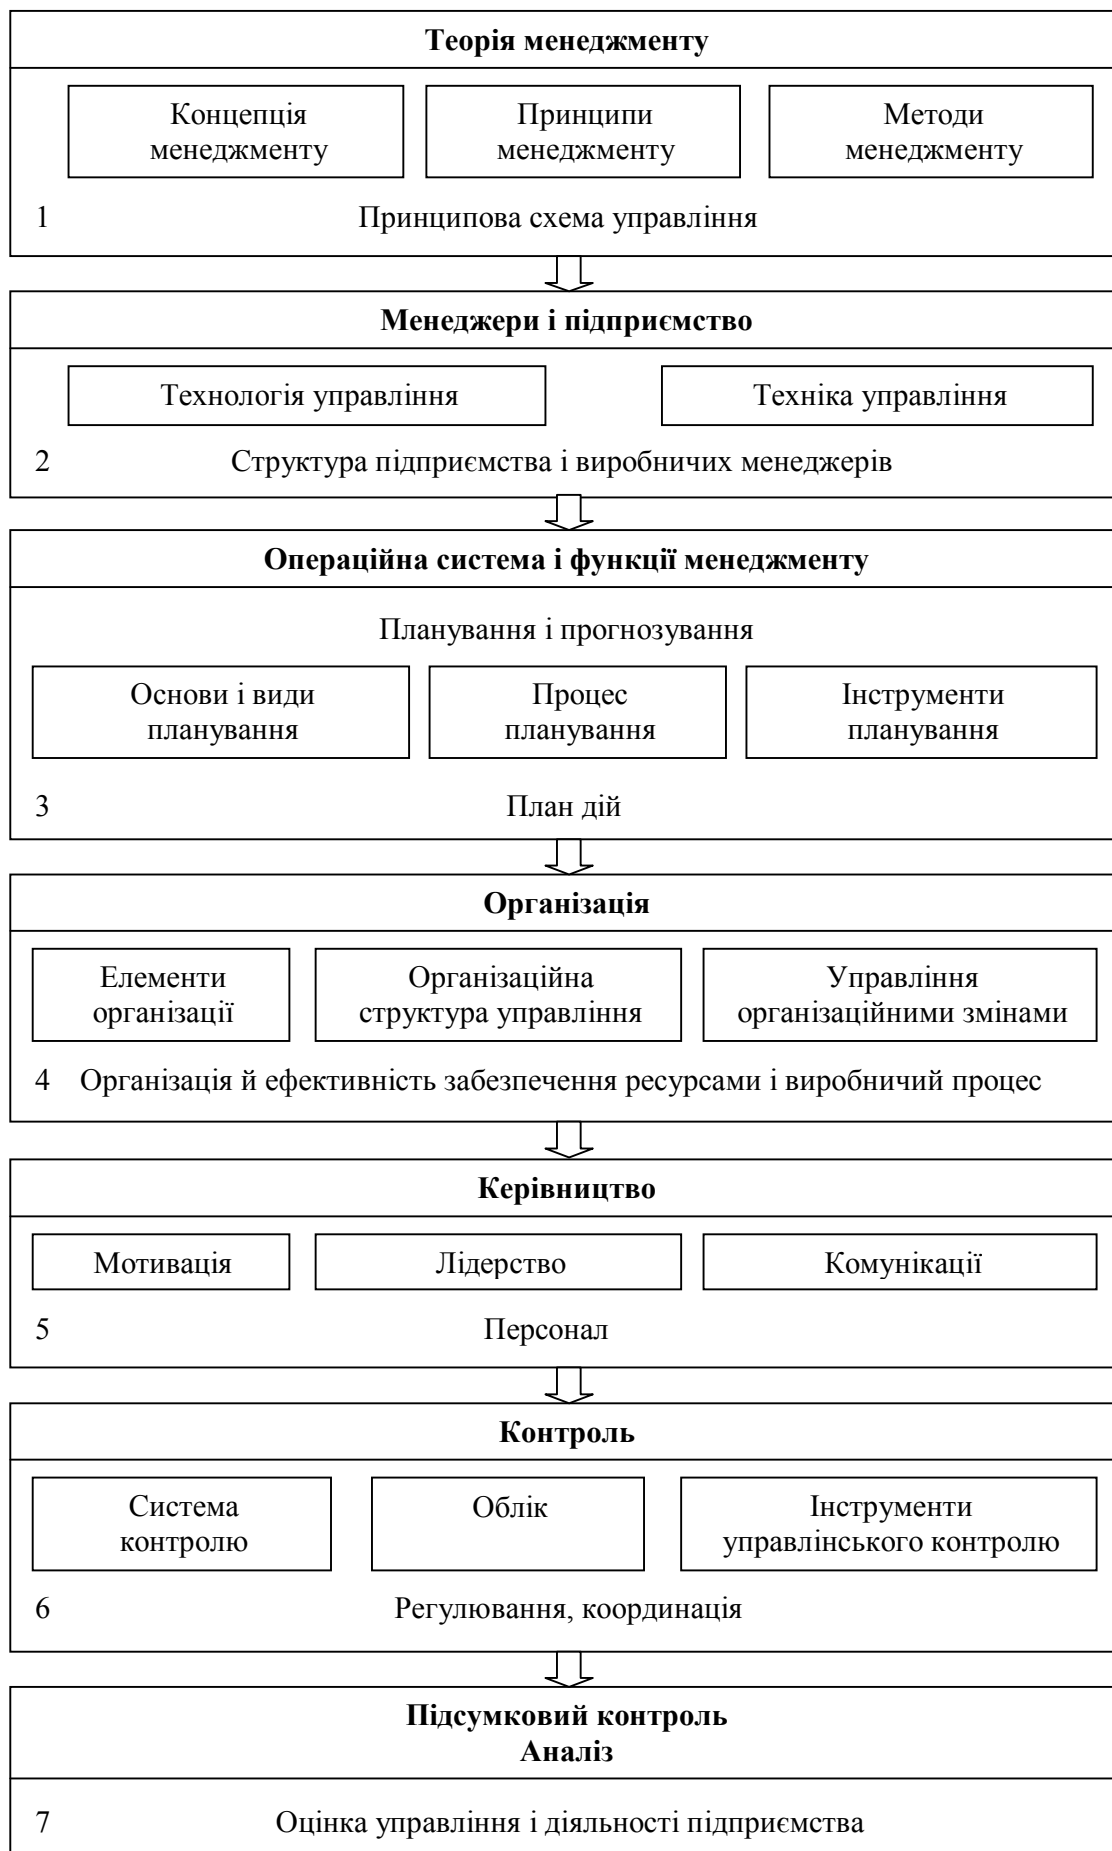 Теорія менеджменту
Концепція
менеджменту
Принципи
менеджменту
Методи
менеджменту
1 Принципова схема управління
Менеджери і підприємство
Технологія управління
Техніка управління
2 Структура підприємства і виробничих менеджерів
Операційна система і функції менеджменту
Планування і прогнозування
Основи і види
планування
Процес
планування
Інструменти
планування
3 План дій
Організація
Елементи
організації
Організаційна
структура управління
Управління
організаційними змінами
4 Організація й ефективність забезпечення ресурсами і виробничий процес
Керівництво
Мотивація
Лідерство
Комунікації
5 Персонал
Контроль
Система
контролю
Облік
Інструменти
управлінського контролю
6 Регулювання, координація
Підсумковий контроль
Аналіз
7 Оцінка управління і діяльності підприємства